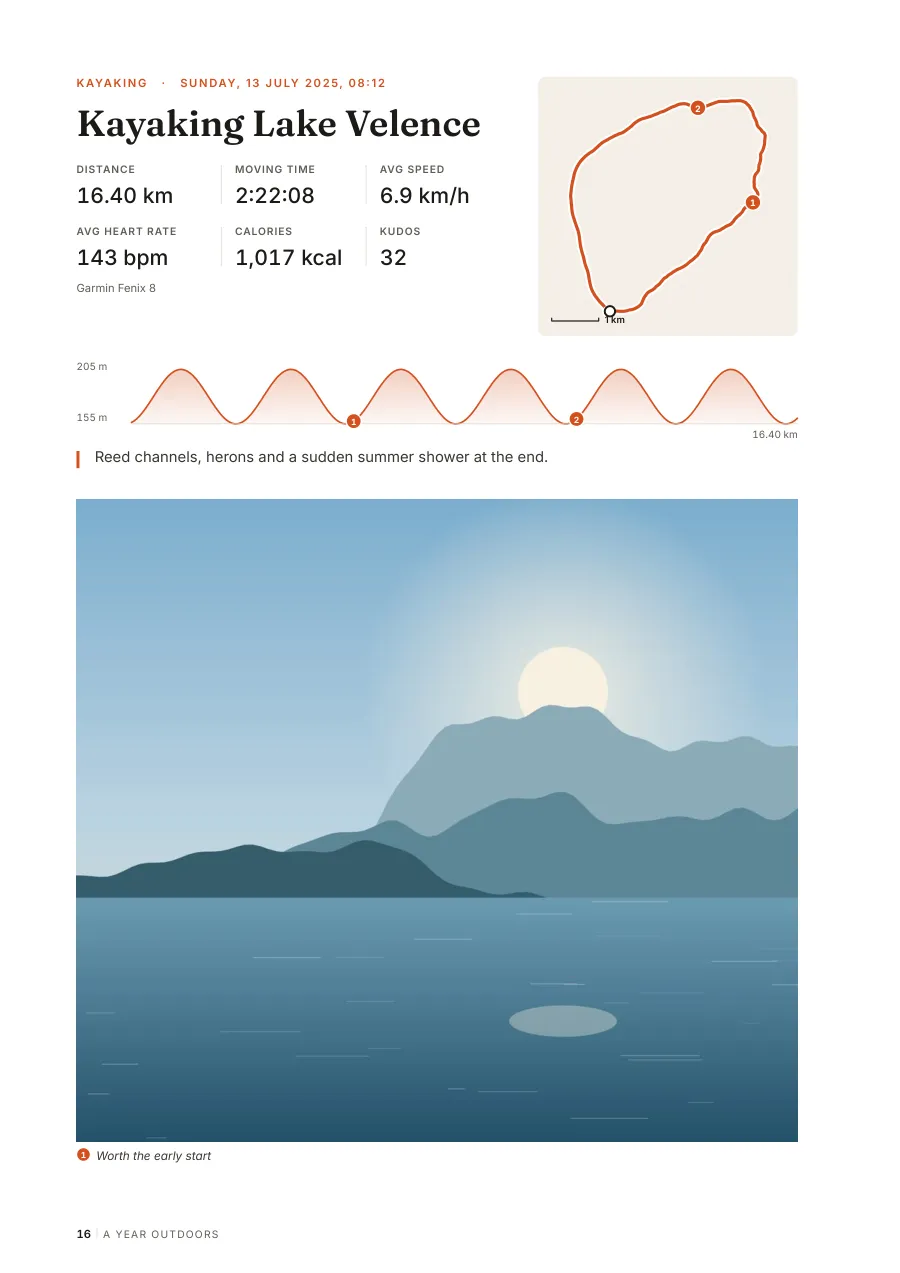 KAYAKING · SUNDAY, 13 JULY 2025, 08:12
Kayaking Lake Velence
DISTANCE MOVING TIME AVG SPEED
16.40 km 2:22:08 6.9 km/h
AVG HEART RATE CALORIES KUDOS
143 bpm 1,017 kcal 32
Garmin Fenix 8
2
1
1 km
205 m
155 m
1 2
16.40 km
Reed channels, herons and a sudden summer shower at the end.
1 Worth the early start
16 A YEAR OUTDOORS